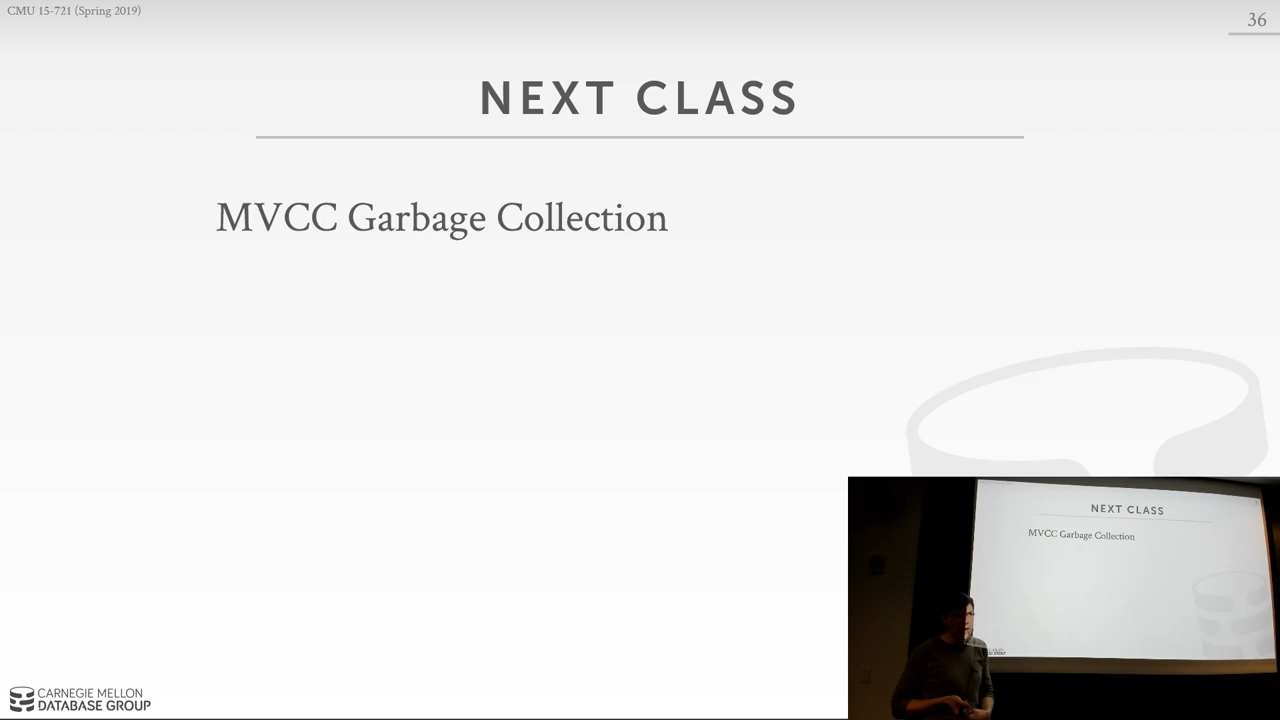 CMU 15-721 (Spring 2019)
36
NEXT CLASS
MVCC Garbage Collection
NEXT CLASS
MVCC Garbage Collection
CARNEGIE MELLON
DATABASE GROUP